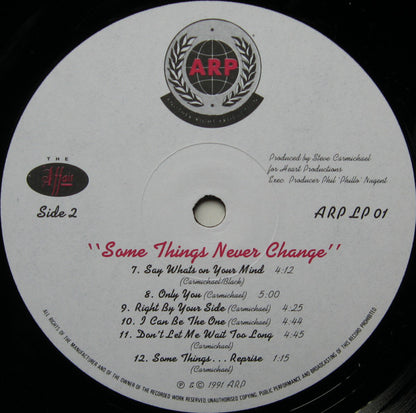 ARP
THE
Affair
Side 2
Produced by Steve Carmichael
for Heart Productions
Exec. Producer Phil 'Phillo' Nugent
ARP LP 01
"Some Things Never Change"
7. Say Whats on Your Mind 4:12
(Carmichael/Black)
8. Only You (Carmichael) 5:00
9. Right By Your Side (Carmichael) 4:25
10. I Can Be The One (Carmichael) 4:44
11. Don't Let Me Wait Too Long 4:45
(Carmichael)
12. Some Things... Reprise 1:15
(Carmichael)
℗ & © 1991 ARP
ALL RIGHTS OF THE MANUFACTURER AND OF THE OWNER OF THE RECORDED WORK RESERVED, UNAUTHORISED COPYING, PUBLIC PERFORMANCE AND BROADCASTING OF THIS RECORD PROHIBITED.